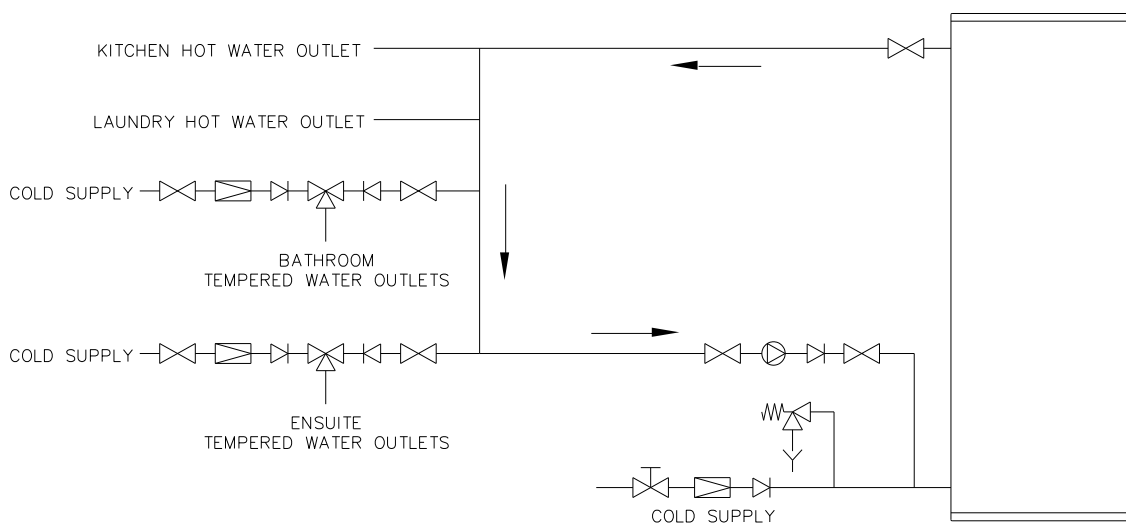 KITCHEN HOT WATER OUTLET
LAUNDRY HOT WATER OUTLET
COLD SUPPLY
BATHROOM
TEMPERED WATER OUTLETS
COLD SUPPLY
ENSUITE
TEMPERED WATER OUTLETS
COLD SUPPLY